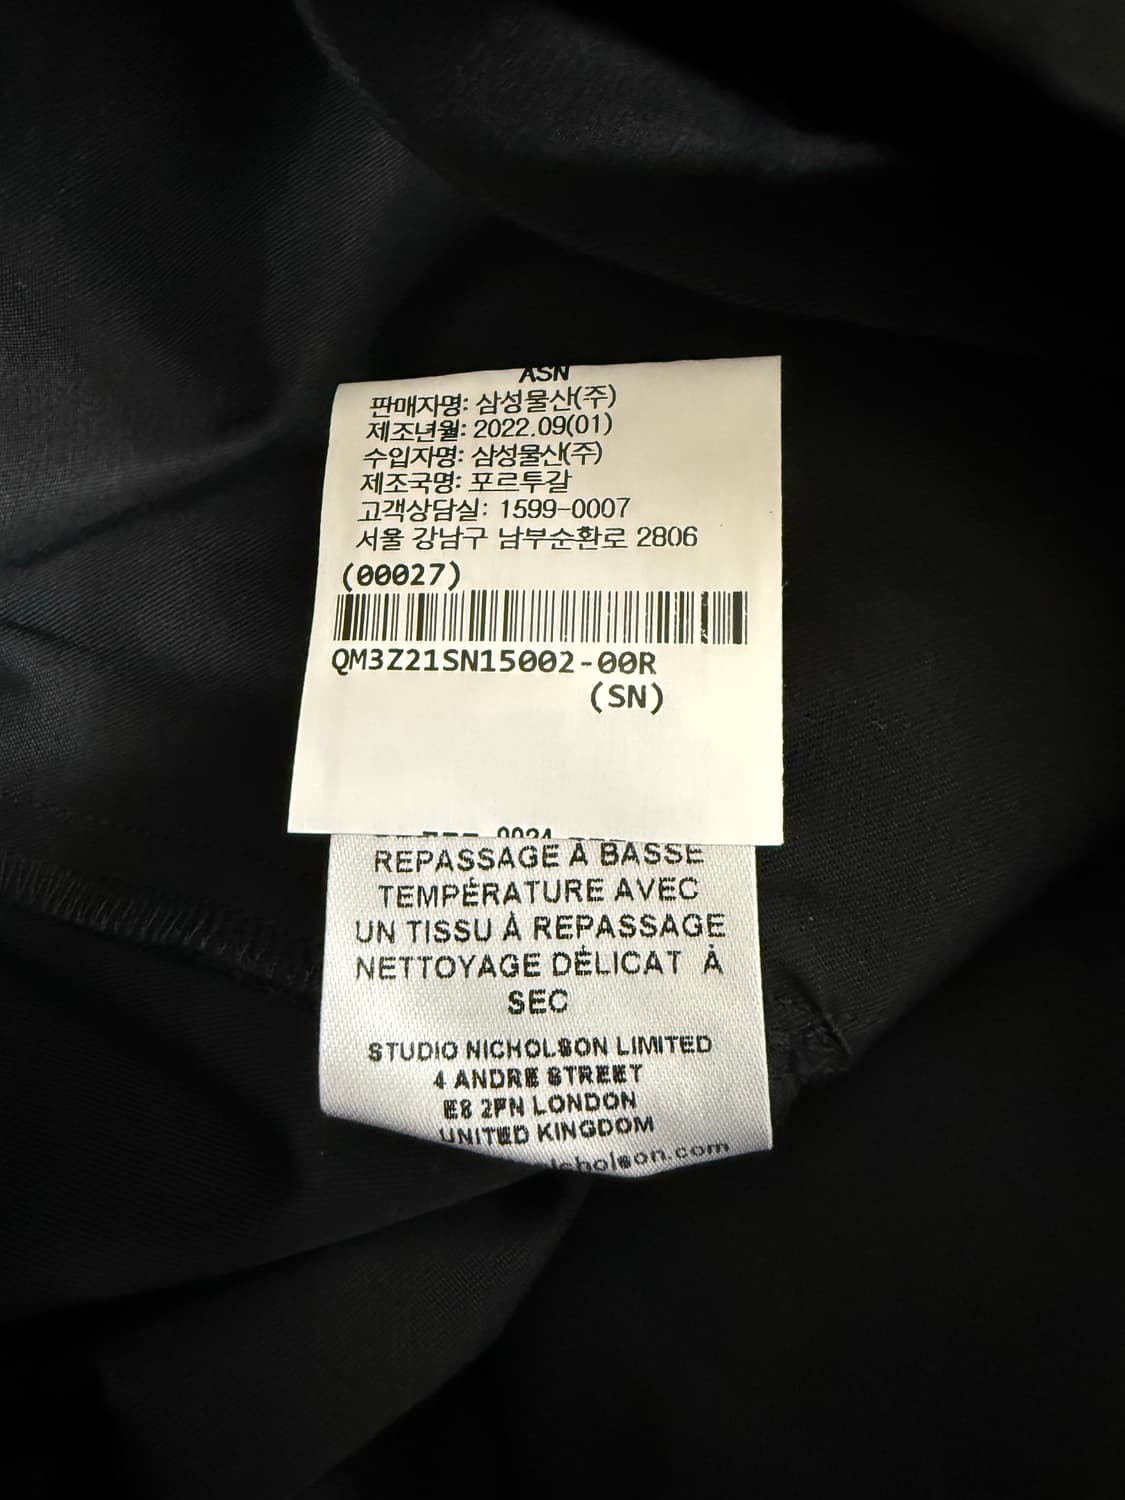 ASN
판매자명: 삼성물산(주)
제조년월: 2022.09(01)
수입자명: 삼성물산(주)
제조국명: 포르투갈
고객상담실: 1599-0007
서울 강남구 남부순환로 2806
(00027)
QM3Z21SN15002-00R
(SN)
0024
REPASSAGE À BASSE
TEMPÉRATURE AVEC
UN TISSU À REPASSAGE
NETTOYAGE DÉLICAT À
SEC
STUDIO NICHOLSON LIMITED
4 ANDRE STREET
E8 2FN LONDON
UNITED KINGDOM
icholson.com